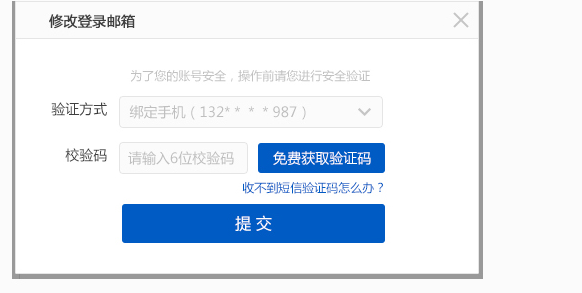 修改登录邮箱
为了您的账号安全，操作前请您进行安全验证
验证方式 绑定手机（132* * * * 987）
校验码 请输入6位校验码 免费获取验证码
收不到短信验证码怎么办？
提 交